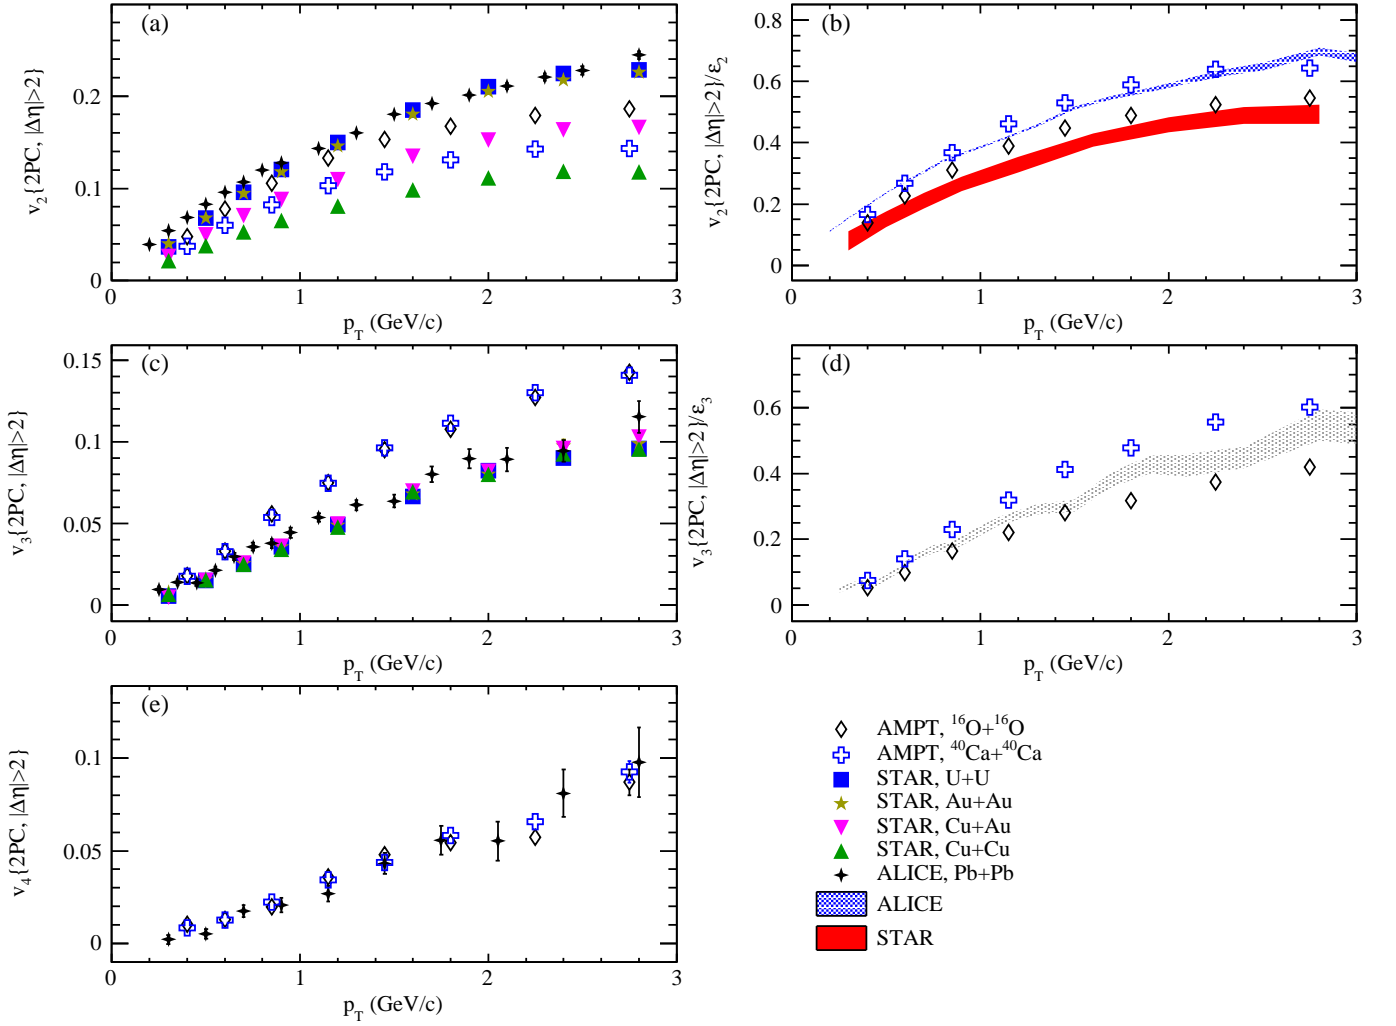 (a)
v2{2PC, |Δη|>2}
0.2
0.1
0
0 1 2 3
pT (GeV/c)
(b)
v2{2PC, |Δη|>2}/ε2
0.8
0.6
0.4
0.2
0
0 1 2 3
pT (GeV/c)
(c)
v3{2PC, |Δη|>2}
0.15
0.1
0.05
0
0 1 2 3
pT (GeV/c)
(d)
v3{2PC, |Δη|>2}/ε3
0.6
0.4
0.2
0
0 1 2 3
pT (GeV/c)
(e)
v4{2PC, |Δη|>2}
0.1
0.05
0
0 1 2 3
pT (GeV/c)
AMPT, 16O+16O
AMPT, 40Ca+40Ca
STAR, U+U
STAR, Au+Au
STAR, Cu+Au
STAR, Cu+Cu
ALICE, Pb+Pb
ALICE
STAR